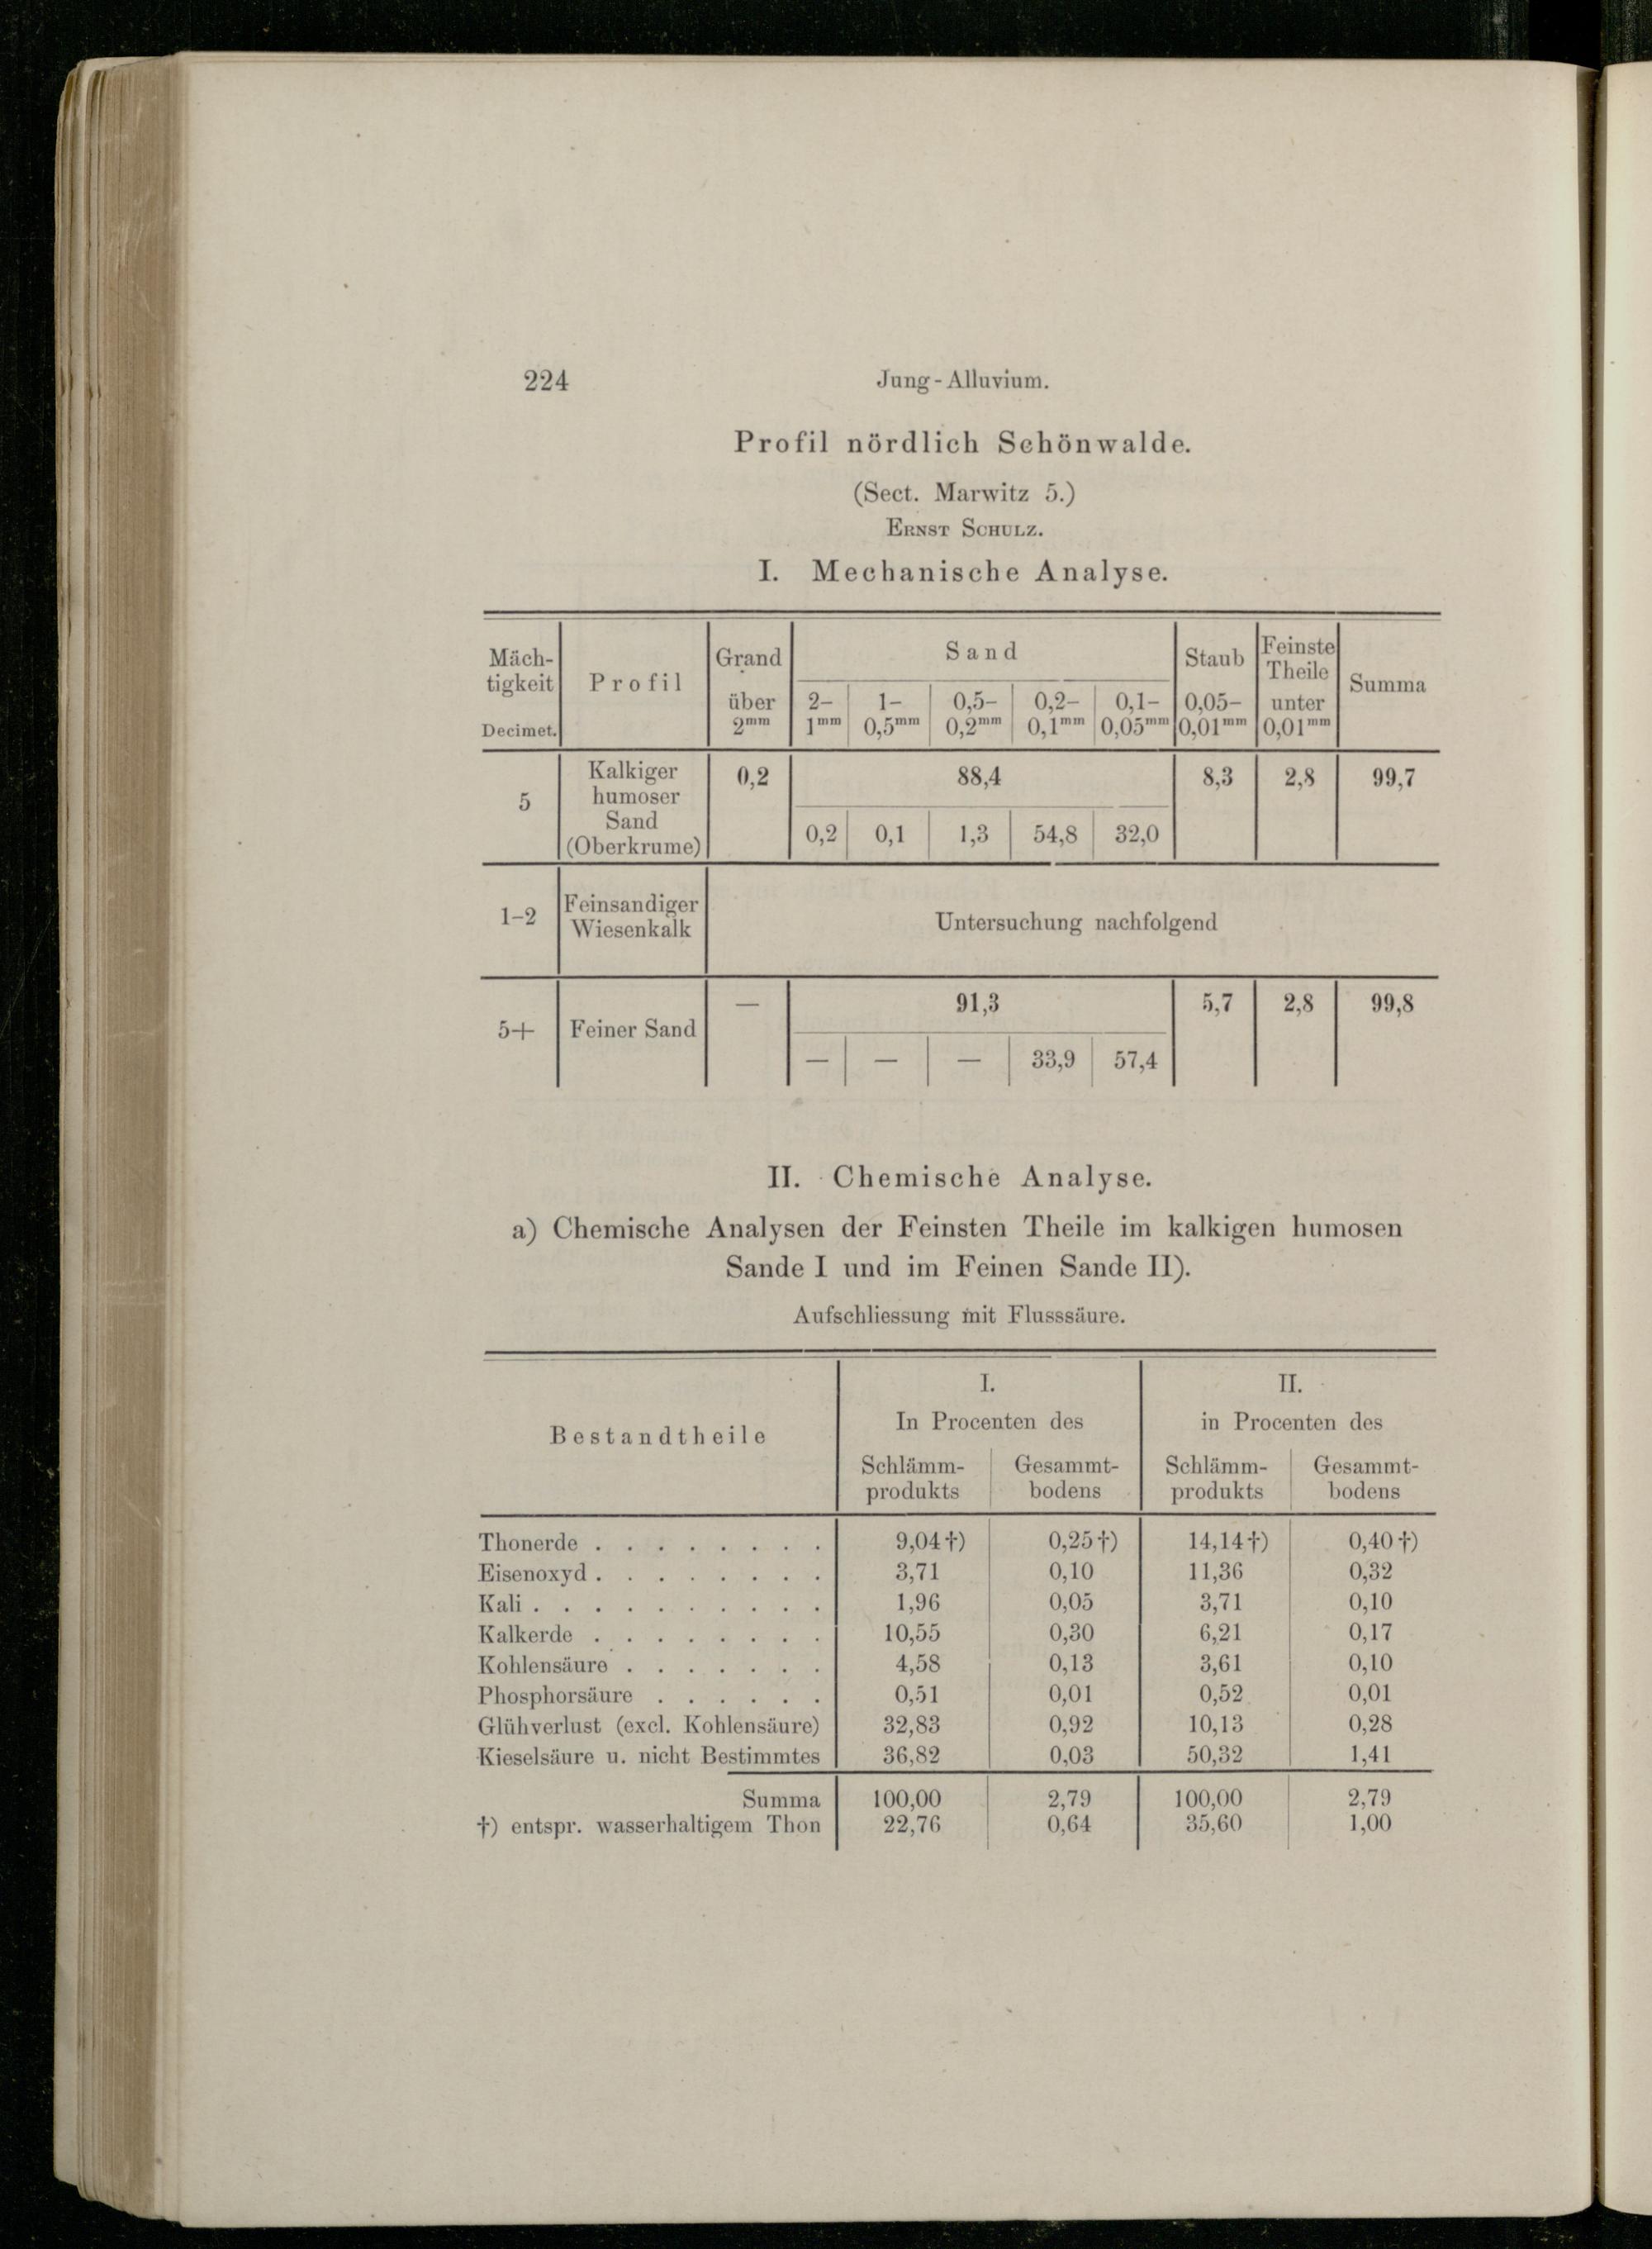 224 Jung-Alluvium.
Profil nördlich Schönwalde.
(Sect. Marwitz 5.)
Ernst Schulz.
I. Mechanische Analyse.
Mäch-
tigkeit
Decimet.
Profil
Grand
über
2mm
Sand
2– 1– 0,5– 0,2– 0,1–
1mm 0,5mm 0,2mm 0,1mm 0,05mm
Staub
0,05–
0,01mm
Feinste
Theile
unter
0,01mm
Summa
5
Kalkiger
humoser
Sand
(Oberkrume)
0,2 88,4 8,3 2,8 99,7
0,2 0,1 1,3 54,8 32,0
1–2
Feinsandiger
Wiesenkalk
Untersuchung nachfolgend
5+ Feiner Sand
— 91,3 5,7 2,8 99,8
— — — 33,9 57,4
II. Chemische Analyse.
a) Chemische Analysen der Feinsten Theile im kalkigen humosen
Sande I und im Feinen Sande II).
Aufschliessung mit Flusssäure.
Bestandtheile
I.
In Procenten des
Schlämm-
produkts
Gesammt-
bodens
II.
in Procenten des
Schlämm-
produkts
Gesammt-
bodens
Thonerde . . . . . . . . 9,04†) 0,25†) 14,14†) 0,40†)
Eisenoxyd . . . . . . . . 3,71 0,10 11,36 0,32
Kali . . . . . . . . . . 1,96 0,05 3,71 0,10
Kalkerde . . . . . . . . 10,55 0,30 6,21 0,17
Kohlensäure . . . . . . . 4,58 0,13 3,61 0,10
Phosphorsäure . . . . . . 0,51 0,01 0,52 0,01
Glühverlust (excl. Kohlensäure) 32,83 0,92 10,13 0,28
Kieselsäure u. nicht Bestimmtes 36,82 0,03 50,32 1,41
Summa 100,00 2,79 100,00 2,79
†) entspr. wasserhaltigem Thon 22,76 0,64 35,60 1,00